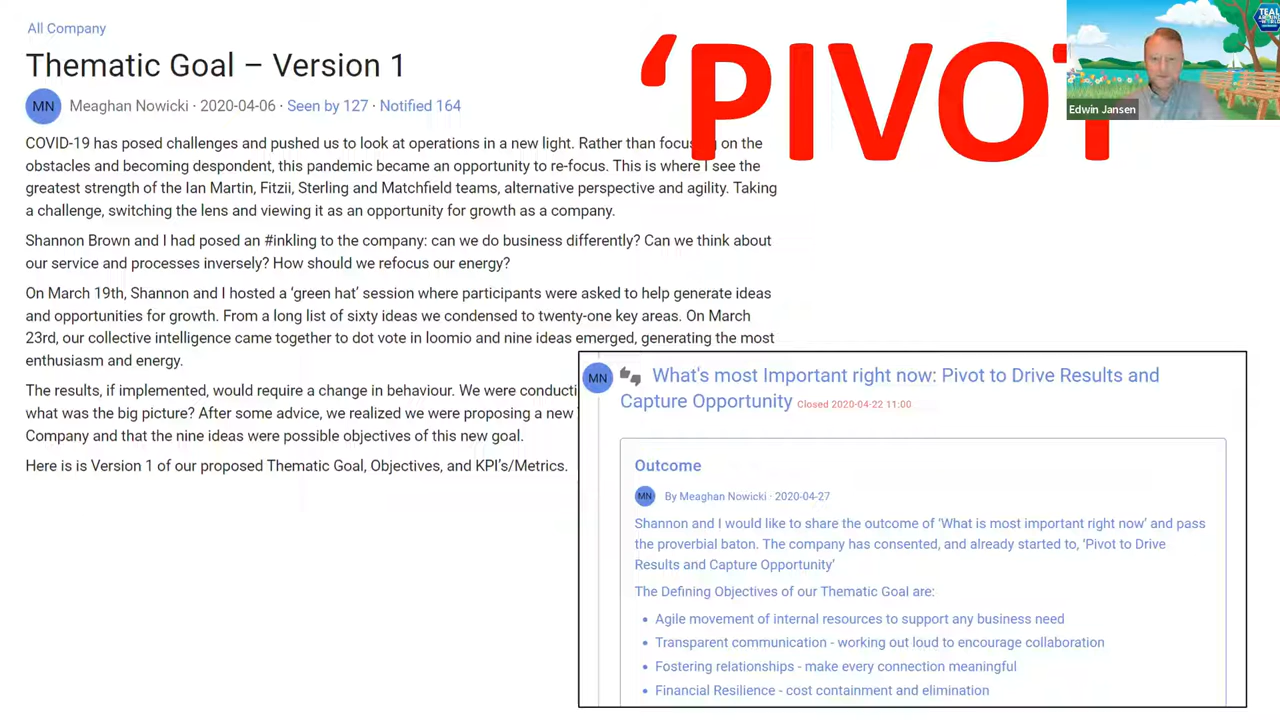 All Company
Thematic Goal – Version 1
MN Meaghan Nowicki · 2020-04-06 · Seen by 127 · Notified 164
COVID-19 has posed challenges and pushed us to look at operations in a new light. Rather than on the
obstacles and becoming despondent, this pandemic became an opportunity to re-focus. This is where I see the
greatest strength of the Ian Martin, Fitzii, Sterling and Matchfield teams, alternative perspective and agility. Taking
a challenge, switching the lens and viewing it as an opportunity for growth as a company.
Shannon Brown and I had posed an #inkling to the company: can we do business differently? Can we think about
our service and processes inversely? How should we refocus our energy?
On March 19th, Shannon and I hosted a ‘green hat’ session where participants were asked to help generate ideas
and opportunities for growth. From a long list of sixty ideas we condensed to twenty-one key areas. On March
23rd, our collective intelligence came together to dot vote in loomio and nine ideas emerged, generating the most
enthusiasm and energy.
The results, if implemented, would require a change in behaviour. We were conducti
what was the big picture? After some advice, we realized we were proposing a new
Company and that the nine ideas were possible objectives of this new goal.
Here is is Version 1 of our proposed Thematic Goal, Objectives, and KPI's/Metrics.
‘PIVOT
TEAL
AROUND
WORLD
Edwin Jansen
MN What's most Important right now: Pivot to Drive Results and
Capture Opportunity Closed 2020-04-22 11:00
Outcome
MN By Meaghan Nowicki · 2020-04-27
Shannon and I would like to share the outcome of ‘What is most important right now’ and pass
the proverbial baton. The company has consented, and already started to, ‘Pivot to Drive
Results and Capture Opportunity’
The Defining Objectives of our Thematic Goal are:
• Agile movement of internal resources to support any business need
• Transparent communication - working out loud to encourage collaboration
• Fostering relationships - make every connection meaningful
• Financial Resilience - cost containment and elimination